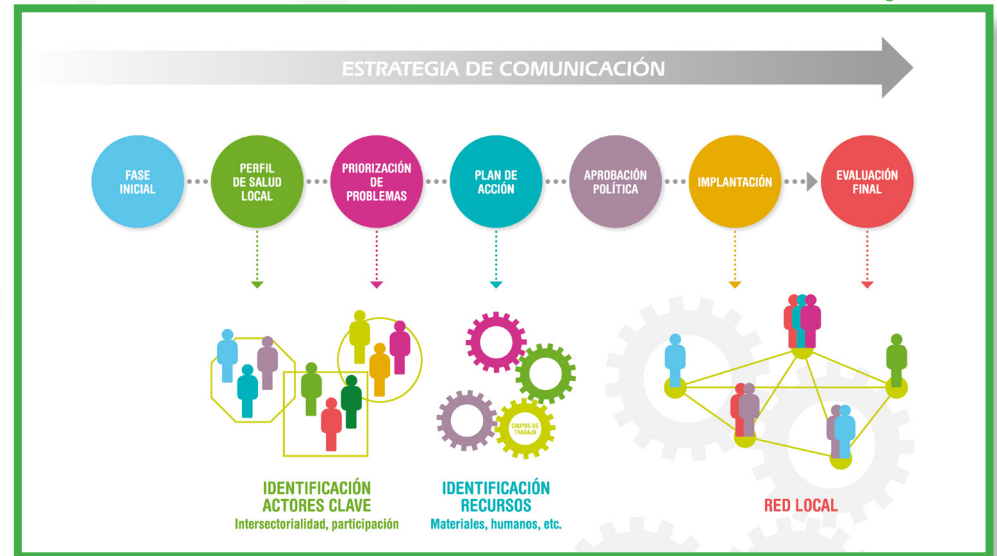 ESTRATEGIA DE COMUNICACIÓN
FASE
INICIAL
PERFIL
DE SALUD
LOCAL
PRIORIZACIÓN
DE
PROBLEMAS
PLAN DE
ACCIÓN
APROBACIÓN
POLÍTICA
IMPLANTACIÓN
EVALUACIÓN
FINAL
GRUPOS DE
TRABAJO
IDENTIFICACIÓN
ACTORES CLAVE
Intersectorialidad, participación
IDENTIFICACIÓN
RECURSOS
Materiales, humanos, etc.
RED LOCAL